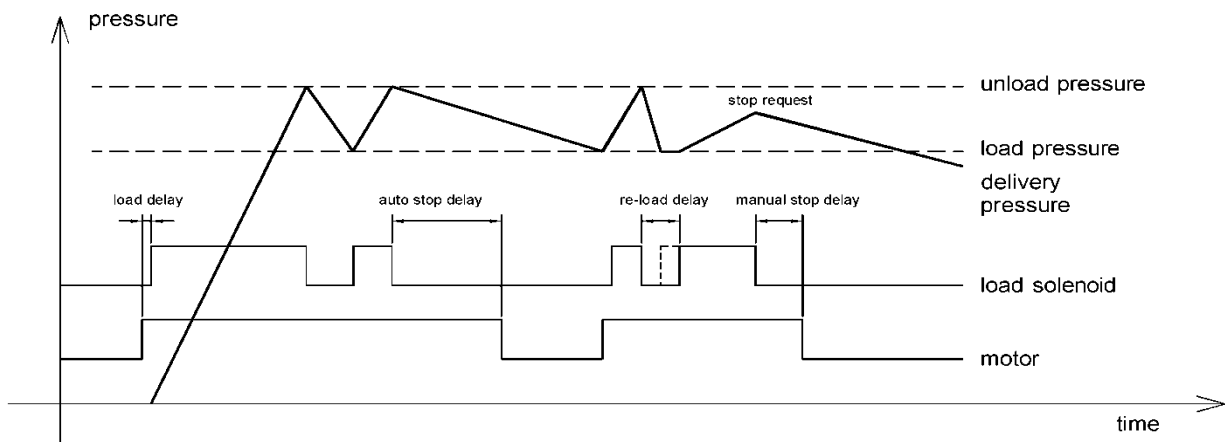 pressure
unload pressure
stop request
load pressure
delivery
pressure
load delay
auto stop delay
re-load delay
manual stop delay
load solenoid
motor
time